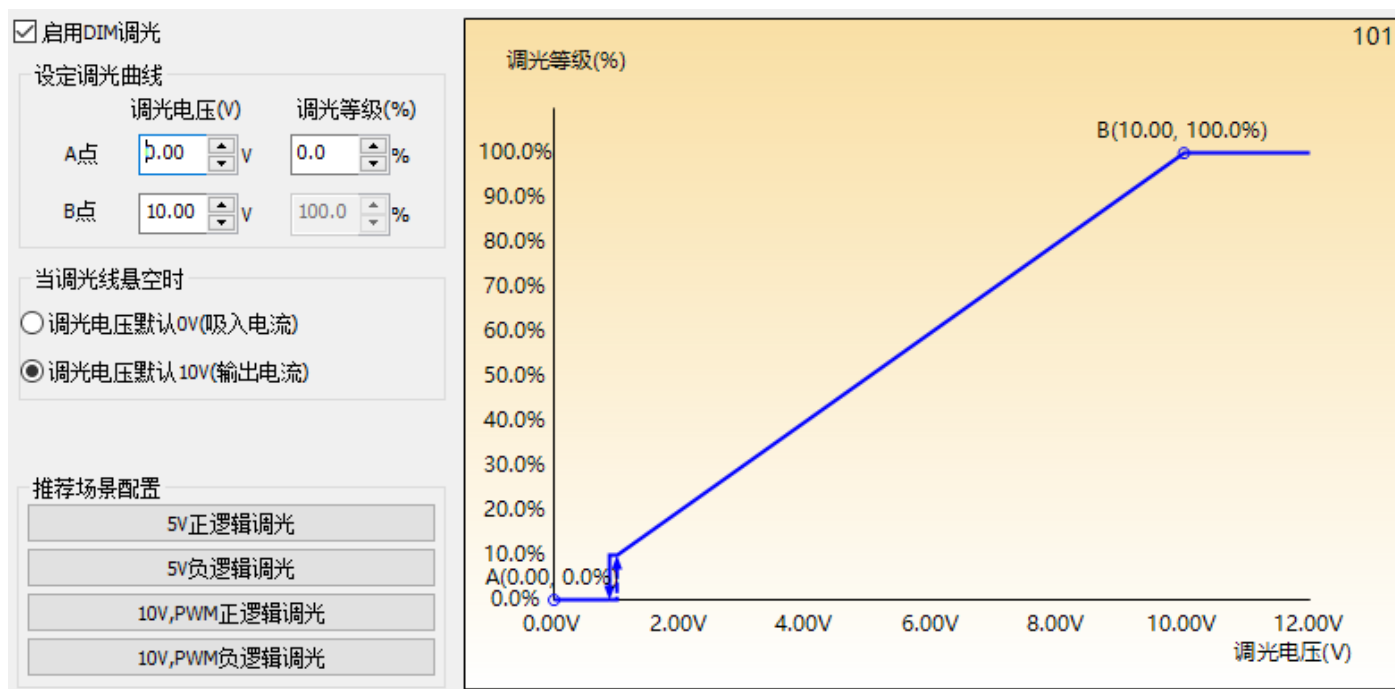 启用DIM调光
设定调光曲线
调光电压(V) 调光等级(%)
A点 0.00 V 0.0 %
B点 10.00 V 100.0 %
当调光线悬空时
调光电压默认0V(吸入电流)
调光电压默认10V(输出电流)
推荐场景配置
5V正逻辑调光
5V负逻辑调光
10V,PWM正逻辑调光
10V,PWM负逻辑调光
101
调光等级(%)
B(10.00, 100.0%)
100.0%
90.0%
80.0%
70.0%
60.0%
50.0%
40.0%
30.0%
20.0%
10.0%
A(0.00, 0.0%)
0.0%
0.00V 2.00V 4.00V 6.00V 8.00V 10.00V 12.00V
调光电压(V)